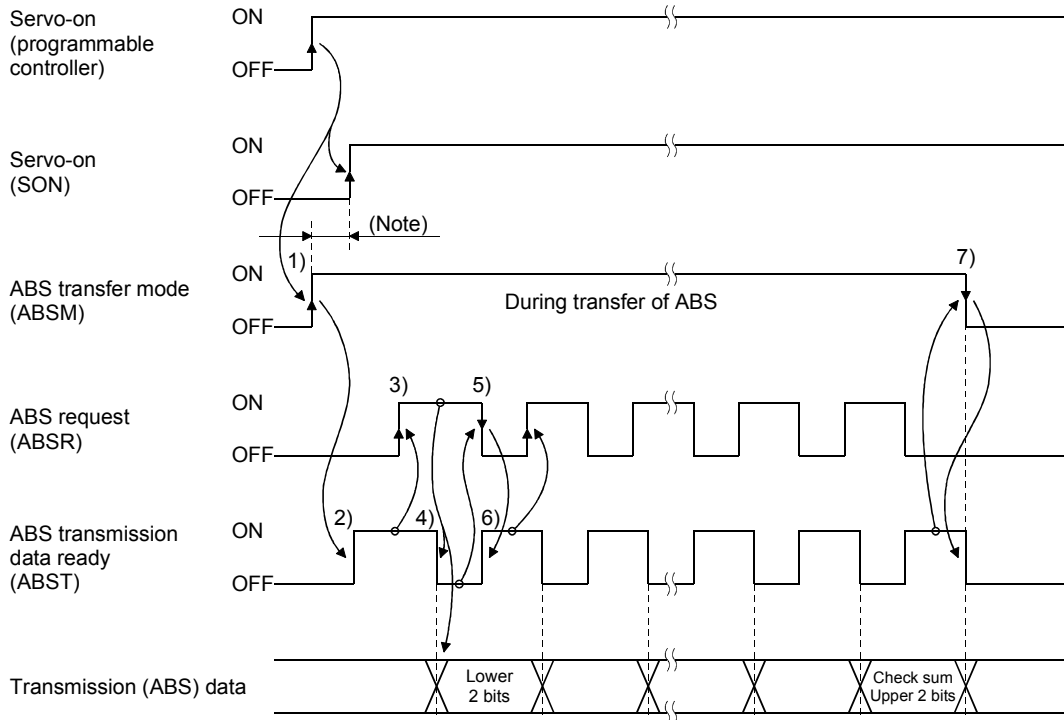 Servo-on
(programmable
controller)
ON
OFF
Servo-on
(SON)
ON
OFF
(Note)
ABS transfer mode
(ABSM)
ON
OFF
1)
During transfer of ABS
7)
ABS request
(ABSR)
ON
OFF
3)
5)
ABS transmission
data ready
(ABST)
ON
OFF
2)
4)
6)
Transmission (ABS) data
Lower
2 bits
Check sum
Upper 2 bits